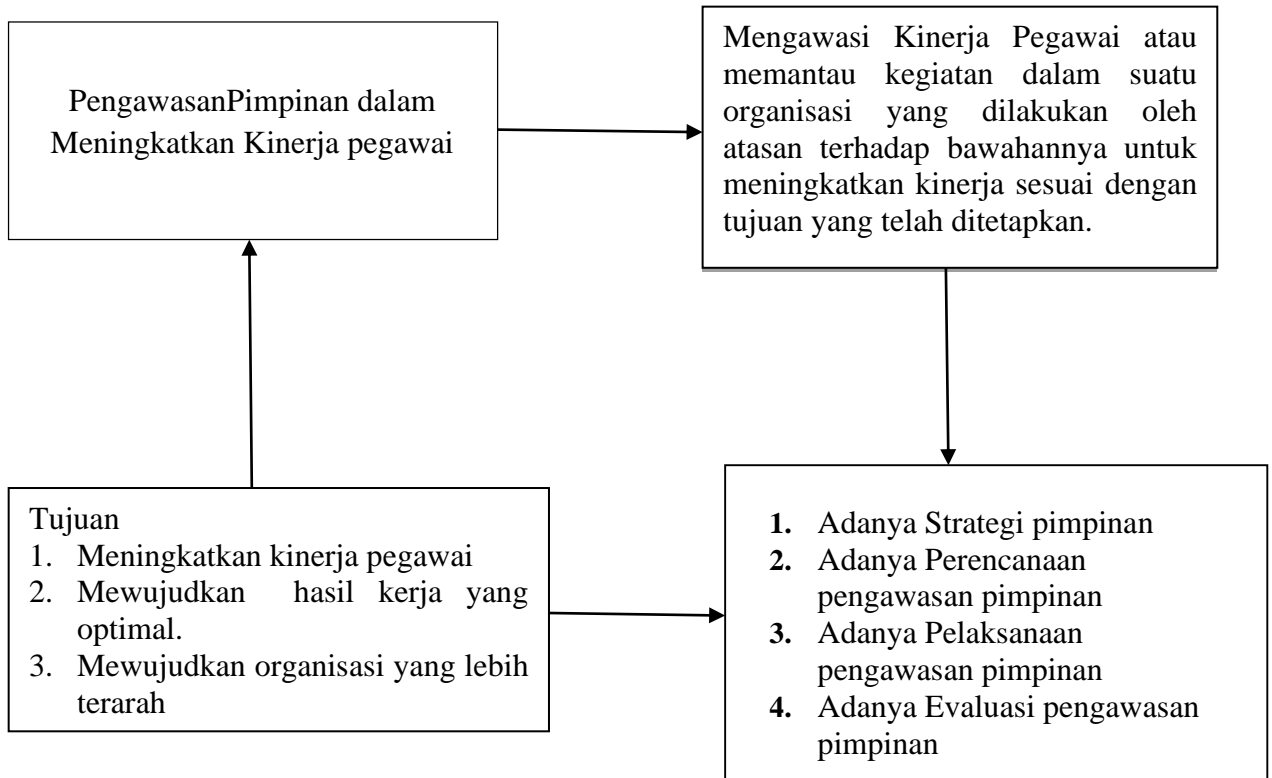 PengawasanPimpinan dalam
Meningkatkan Kinerja pegawai
Mengawasi Kinerja Pegawai atau
memantau kegiatan dalam suatu
organisasi yang dilakukan oleh
atasan terhadap bawahannya untuk
meningkatkan kinerja sesuai dengan
tujuan yang telah ditetapkan.
Tujuan
1. Meningkatkan kinerja pegawai
2. Mewujudkan hasil kerja yang
optimal.
3. Mewujudkan organisasi yang lebih
terarah
1. Adanya Strategi pimpinan
2. Adanya Perencanaan
pengawasan pimpinan
3. Adanya Pelaksanaan
pengawasan pimpinan
4. Adanya Evaluasi pengawasan
pimpinan